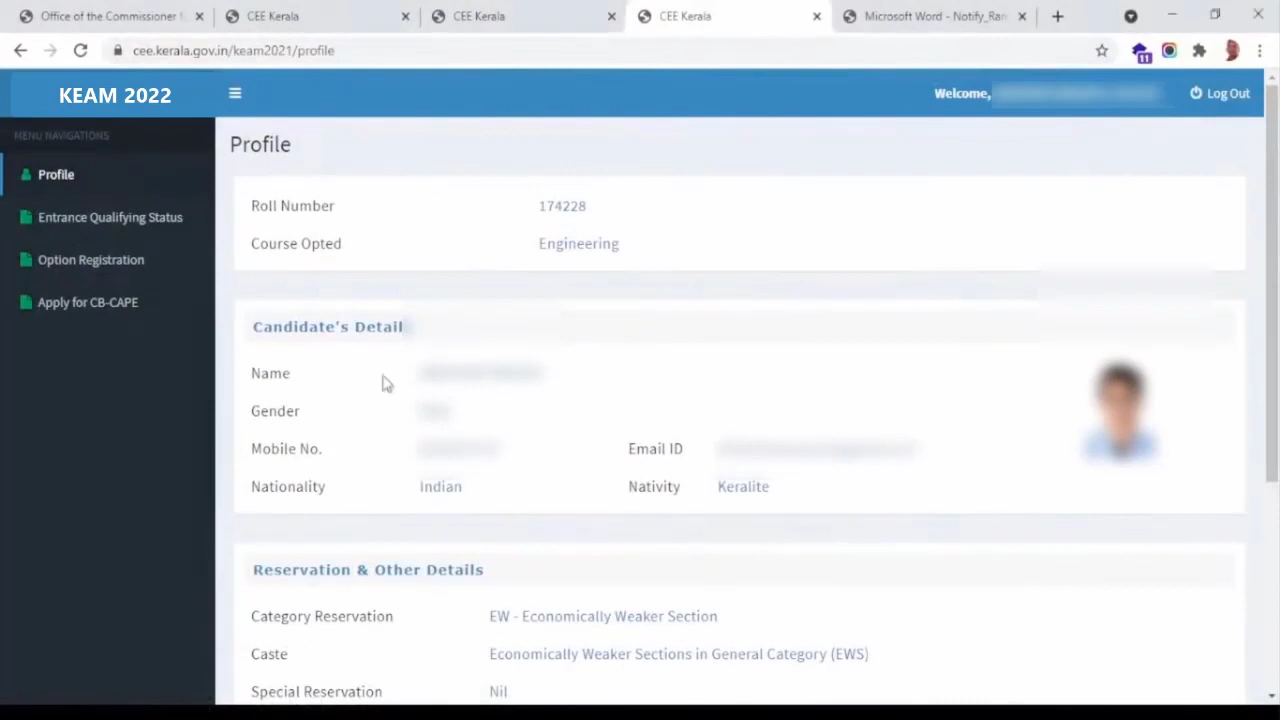 Office of the Commissioner
CEE Kerala
CEE Kerala
CEE Kerala
Microsoft Word - Notify_Ran
cee.kerala.gov.in/keam2021/profile
11
KEAM 2022
Welcome,
Log Out
MENU NAVIGATIONS
Profile
Entrance Qualifying Status
Option Registration
Apply for CB-CAPE
Profile
Roll Number 174228
Course Opted Engineering
Candidate's Detail
Name
Gender
Mobile No. Email ID
Nationality Indian Nativity Keralite
Reservation & Other Details
Category Reservation EW - Economically Weaker Section
Caste Economically Weaker Sections in General Category (EWS)
Special Reservation Nil